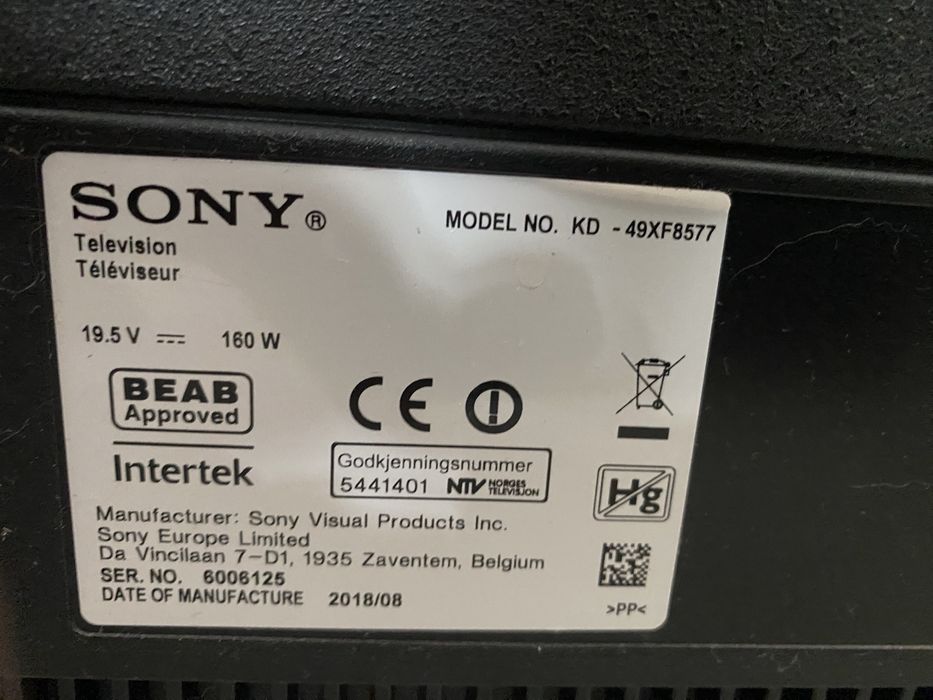 SONY®
MODEL NO. KD - 49XF8577
Television
Téléviseur
19.5 V 160 W
BEAB
Approved
CE
Intertek
Godkjenningsnummer
5441401 NTV NORGES TELEVISJON
Hg
Manufacturer: Sony Visual Products Inc.
Sony Europe Limited
Da Vincilaan 7-D1, 1935 Zaventem, Belgium
SER. NO. 6006125
DATE OF MANUFACTURE 2018/08
>PP<